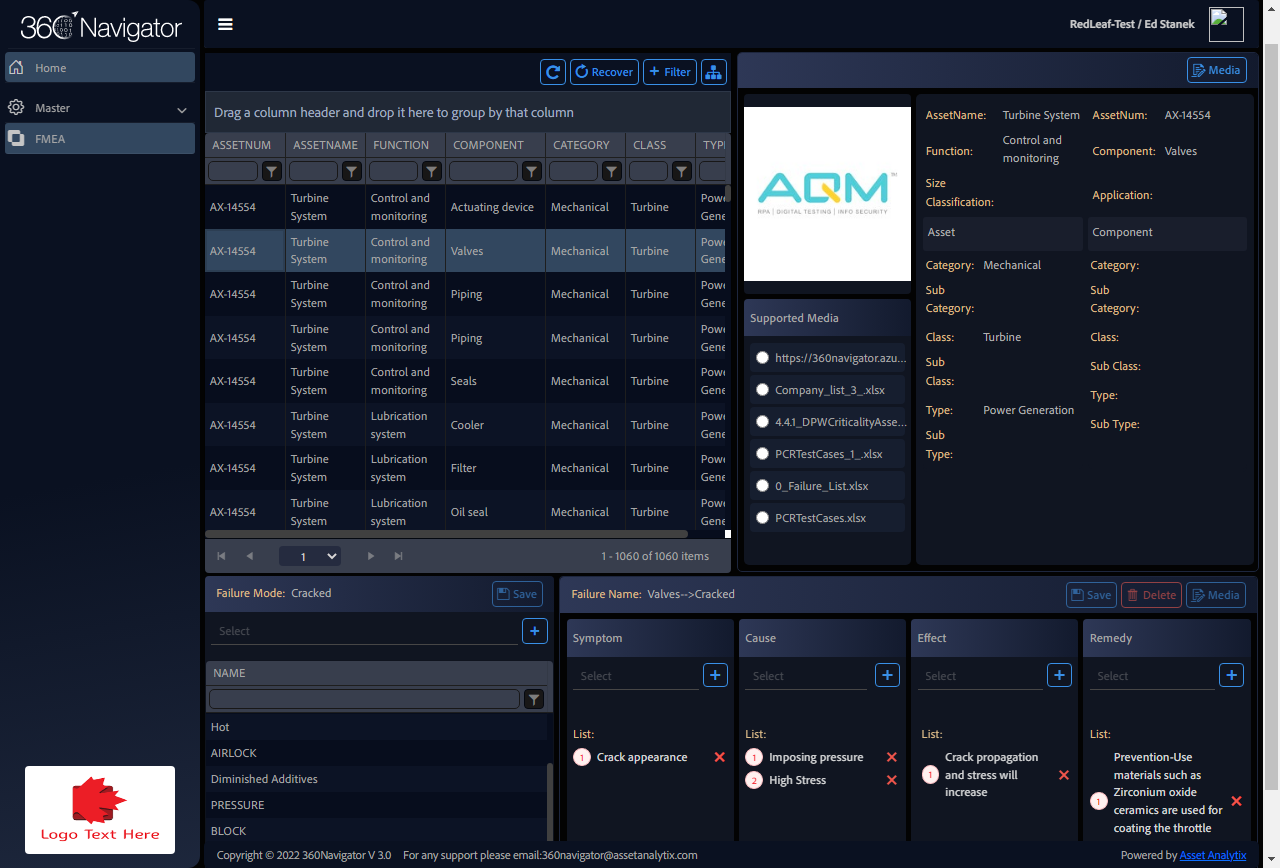 360 Navigator
RedLeaf-Test / Ed Stanek
Home
Master
FMEA
Recover
+ Filter
Media
Drag a column header and drop it here to group by that column
ASSETNUM ASSETNAME FUNCTION COMPONENT CATEGORY CLASS TYP
AX-14554 Turbine System Control and monitoring Actuating device Mechanical Turbine Powe Gene
AX-14554 Turbine System Control and monitoring Valves Mechanical Turbine Powe Gene
AX-14554 Turbine System Control and monitoring Piping Mechanical Turbine Powe Gene
AX-14554 Turbine System Control and monitoring Piping Mechanical Turbine Powe Gene
AX-14554 Turbine System Control and monitoring Seals Mechanical Turbine Powe Gene
AX-14554 Turbine System Lubrication system Cooler Mechanical Turbine Powe Gene
AX-14554 Turbine System Lubrication system Filter Mechanical Turbine Powe Gene
AX-14554 Turbine System Lubrication system Oil seal Mechanical Turbine Powe Gene
1
1 - 1060 of 1060 items
AQM
RPA | DIGITAL TESTING | INFO SECURITY
Supported Media
https://360navigator.azu...
Company_list_3_.xlsx
4.4.1_DPWCriticalityAsse...
PCRTestCases_1_.xlsx
0_Failure_List.xlsx
PCRTestCases.xlsx
AssetName: Turbine System AssetNum: AX-14554
Function: Control and monitoring Component: Valves
Size Classification: Application:
Asset Component
Category: Mechanical Category:
Sub Category: Sub Category:
Class: Turbine Class:
Sub Class: Sub Class:
Type: Power Generation Type:
Sub Type: Sub Type:
Failure Mode: Cracked
Save
Select
+
NAME
Hot
AIRLOCK
Diminished Additives
PRESSURE
BLOCK
Failure Name: Valves-->Cracked
Save Delete Media
Symptom
Select
+
List:
1 Crack appearance
Cause
Select
+
List:
1 Imposing pressure
2 High Stress
Effect
Select
+
List:
1 Crack propagation
and stress will
increase
Remedy
Select
+
List:
1 Prevention-Use
materials such as
Zirconium oxide
ceramics are used for
coating the throttle
Logo Text Here
Copyright © 2022 360Navigator V 3.0 For any support please email:360navigator@assetanalytix.com
Powered by Asset Analytix